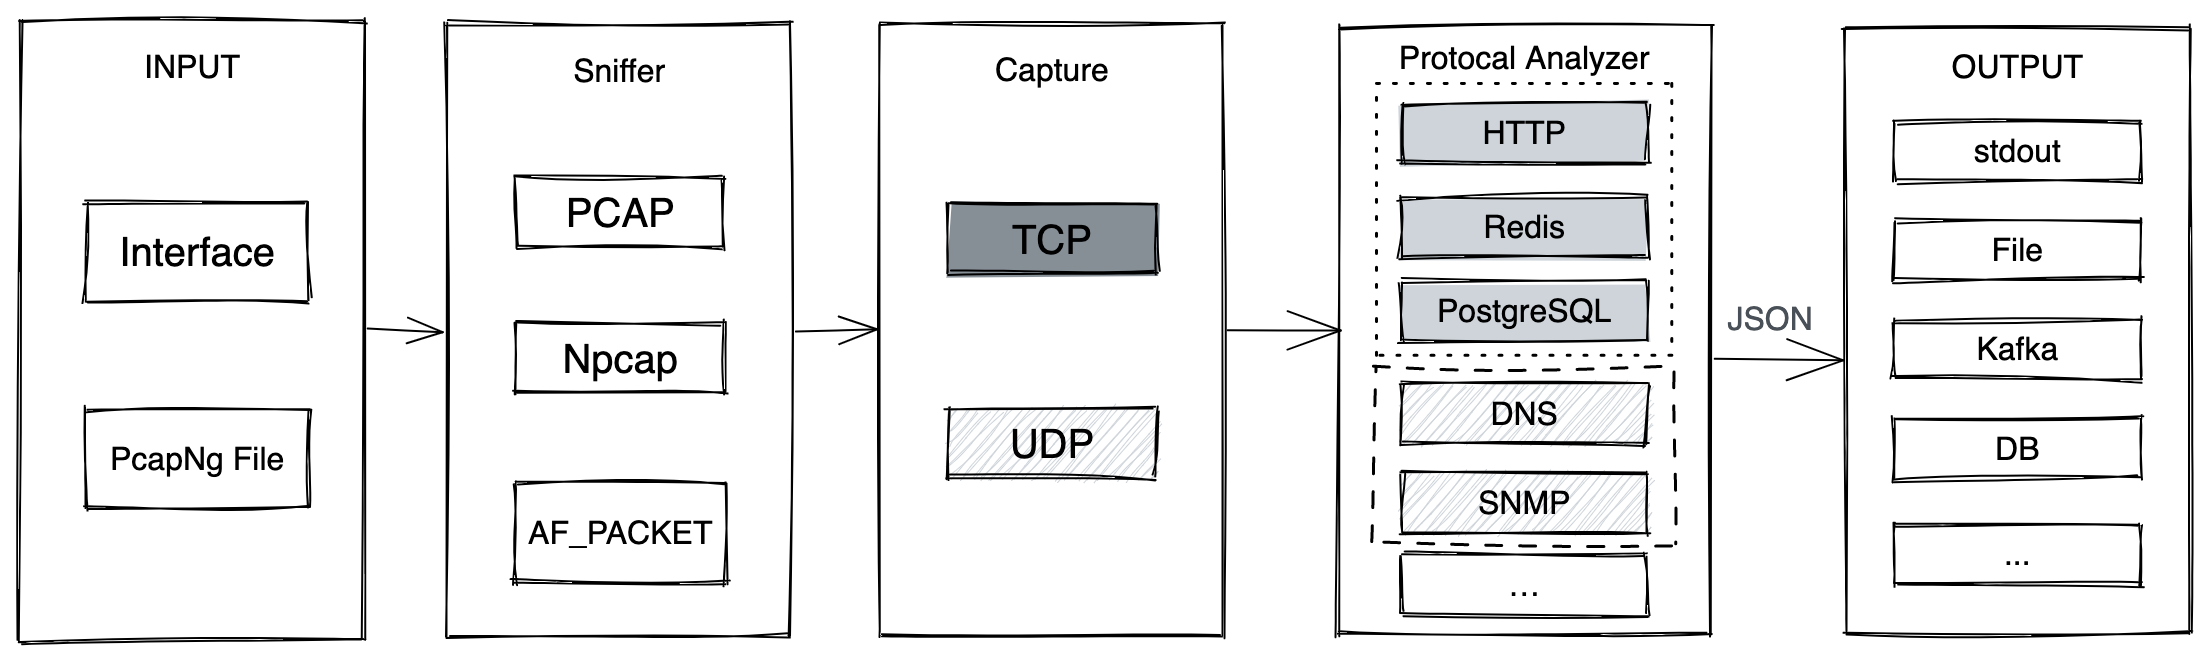 INPUT
Interface
PcapNg File
Sniffer
PCAP
Npcap
AF_PACKET
Capture
TCP
UDP
Protocal Analyzer
HTTP
Redis
PostgreSQL
DNS
SNMP
...
JSON
OUTPUT
stdout
File
Kafka
DB
...